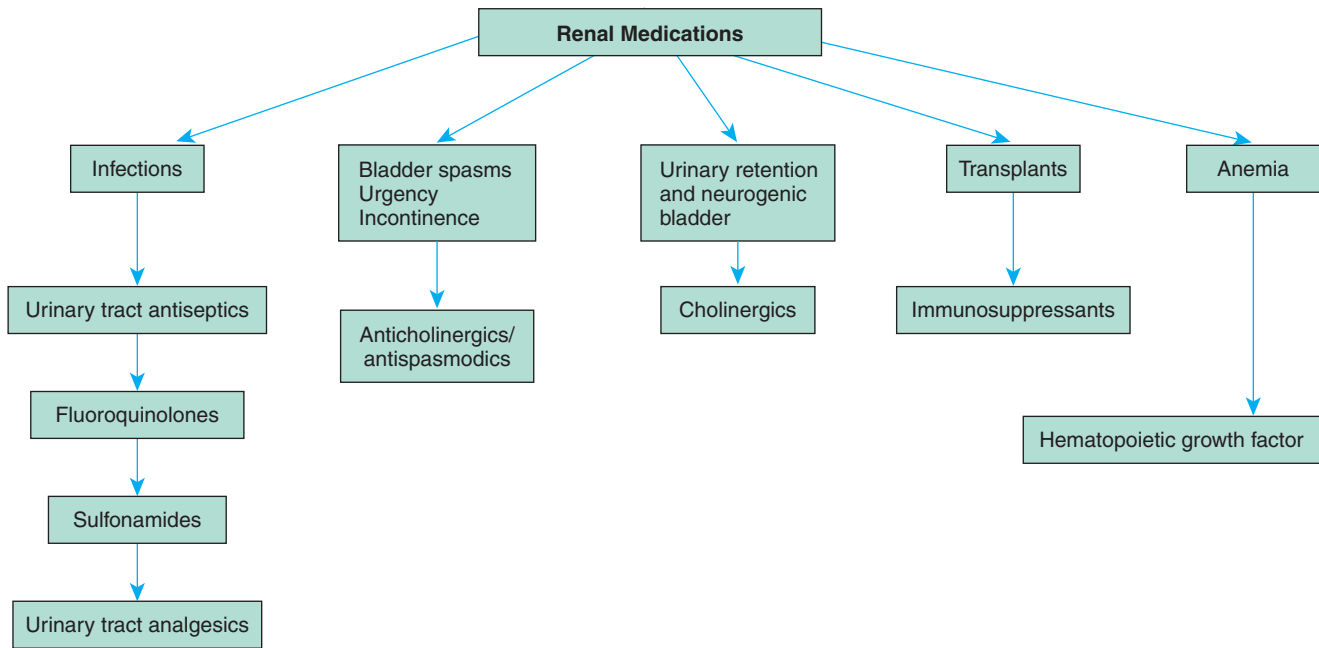 Renal Medications
Infections
Bladder spasms
Urgency
Incontinence
Urinary retention
and neurogenic
bladder
Transplants
Anemia
Urinary tract antiseptics
Anticholinergics/
antispasmodics
Cholinergics
Immunosuppressants
Fluoroquinolones
Hematopoietic growth factor
Sulfonamides
Urinary tract analgesics